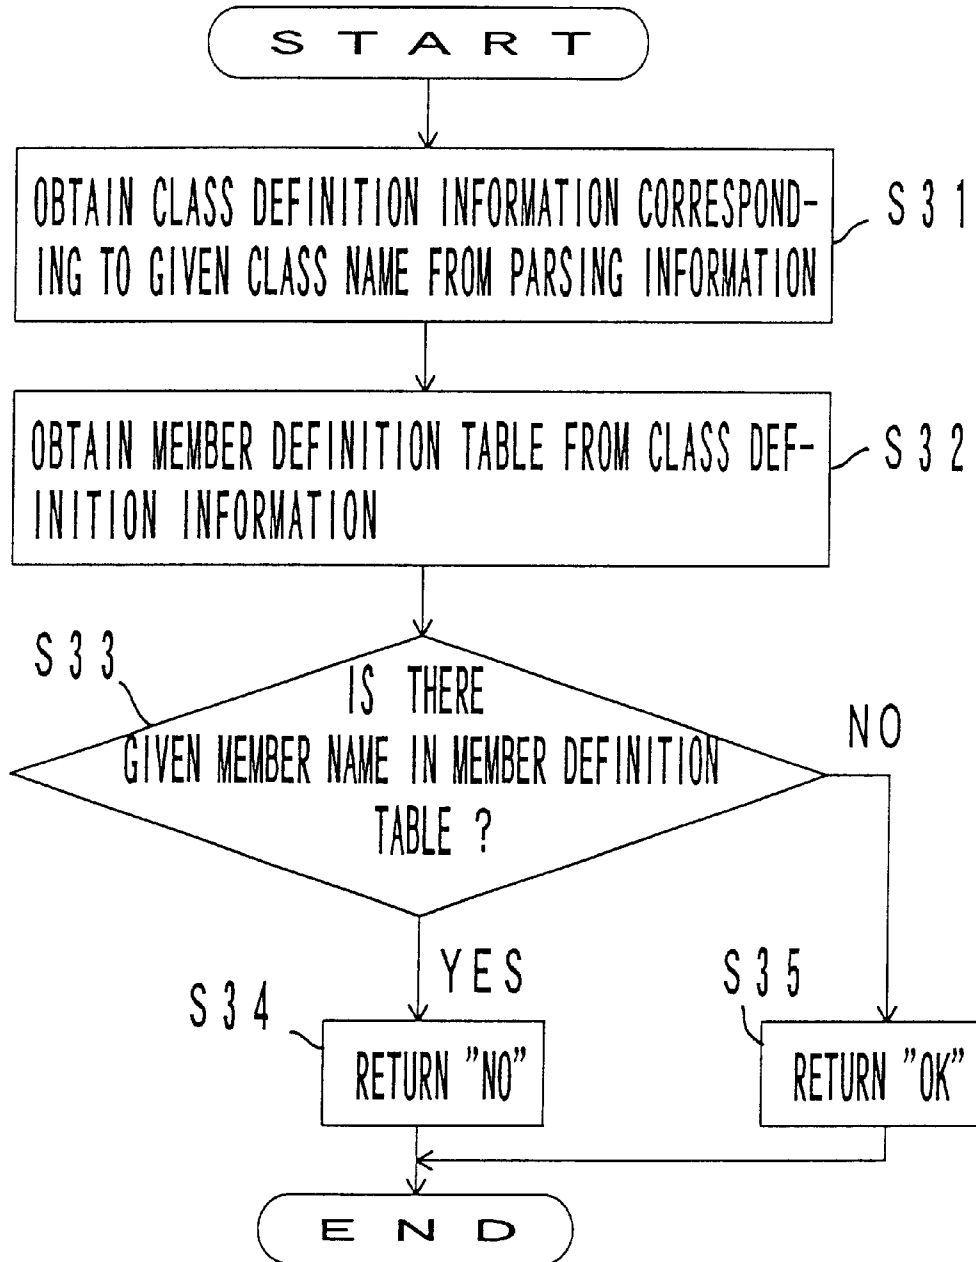 START
OBTAIN CLASS DEFINITION INFORMATION CORRESPOND-
ING TO GIVEN CLASS NAME FROM PARSING INFORMATION
S31
OBTAIN MEMBER DEFINITION TABLE FROM CLASS DEF-
INITION INFORMATION
S32
S33
IS THERE
GIVEN MEMBER NAME IN MEMBER DEFINITION
TABLE ?
NO
YES
S34
RETURN "NO"
S35
RETURN "OK"
END